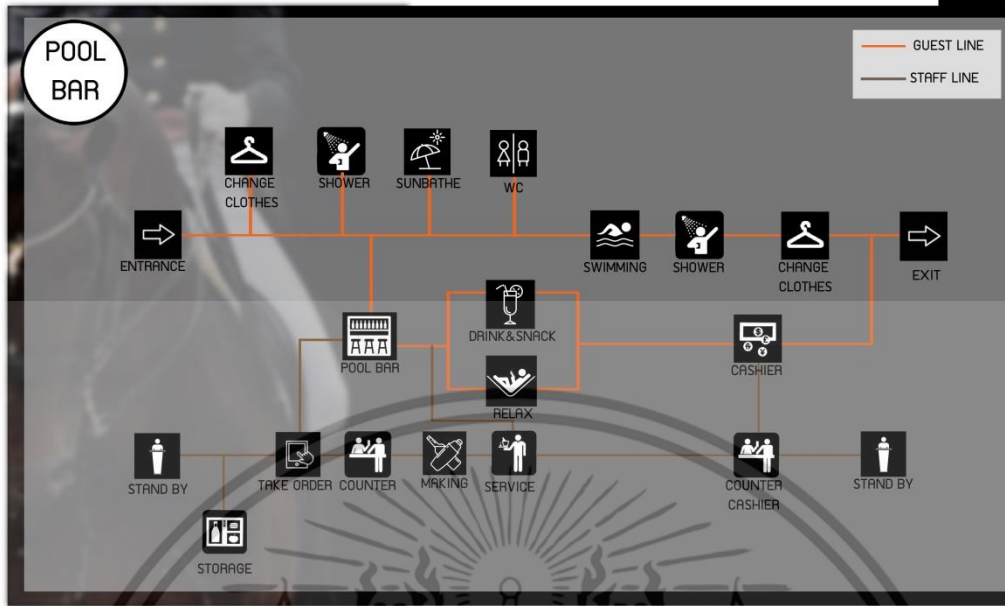 POOL
BAR
GUEST LINE
STAFF LINE
CHANGE
CLOTHES
SHOWER
SUNBATHE
WC
ENTRANCE
SWIMMING
SHOWER
CHANGE
CLOTHES
EXIT
POOL BAR
DRINK&SNACK
CASHIER
RELAX
STAND BY
TAKE ORDER
COUNTER
MAKING
SERVICE
COUNTER
CASHIER
STAND BY
STORAGE